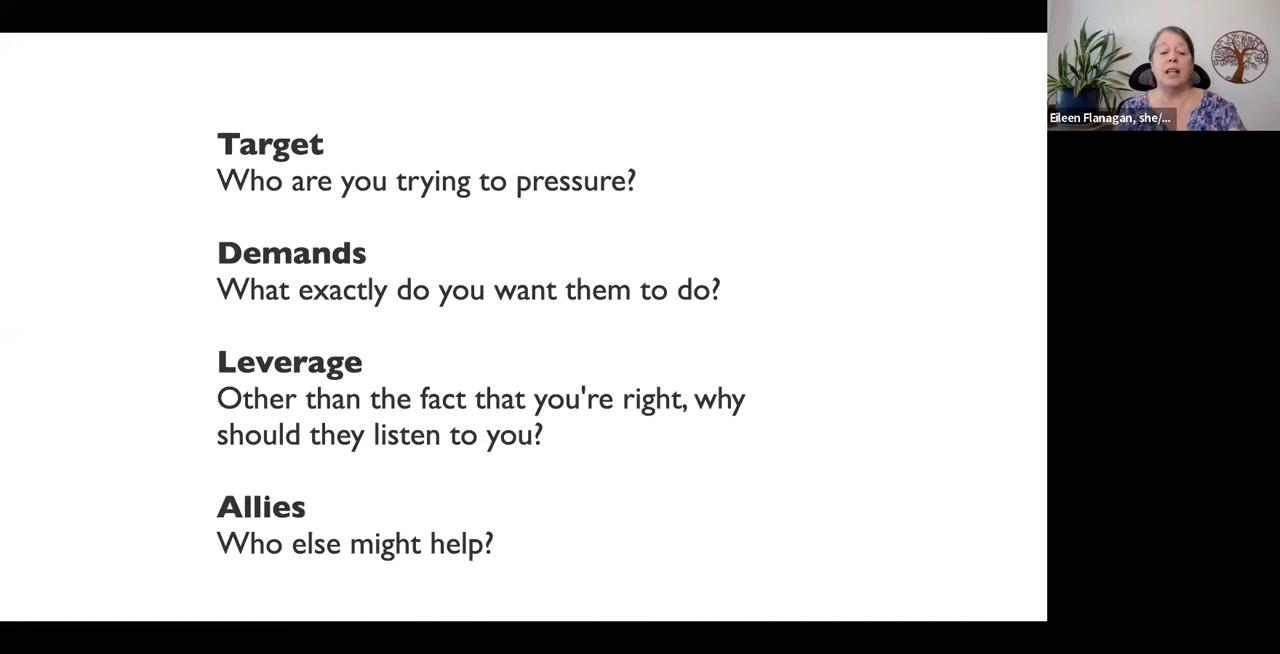 Target
Who are you trying to pressure?
Demands
What exactly do you want them to do?
Leverage
Other than the fact that you're right, why
should they listen to you?
Allies
Who else might help?
Eileen Flanagan, she/...